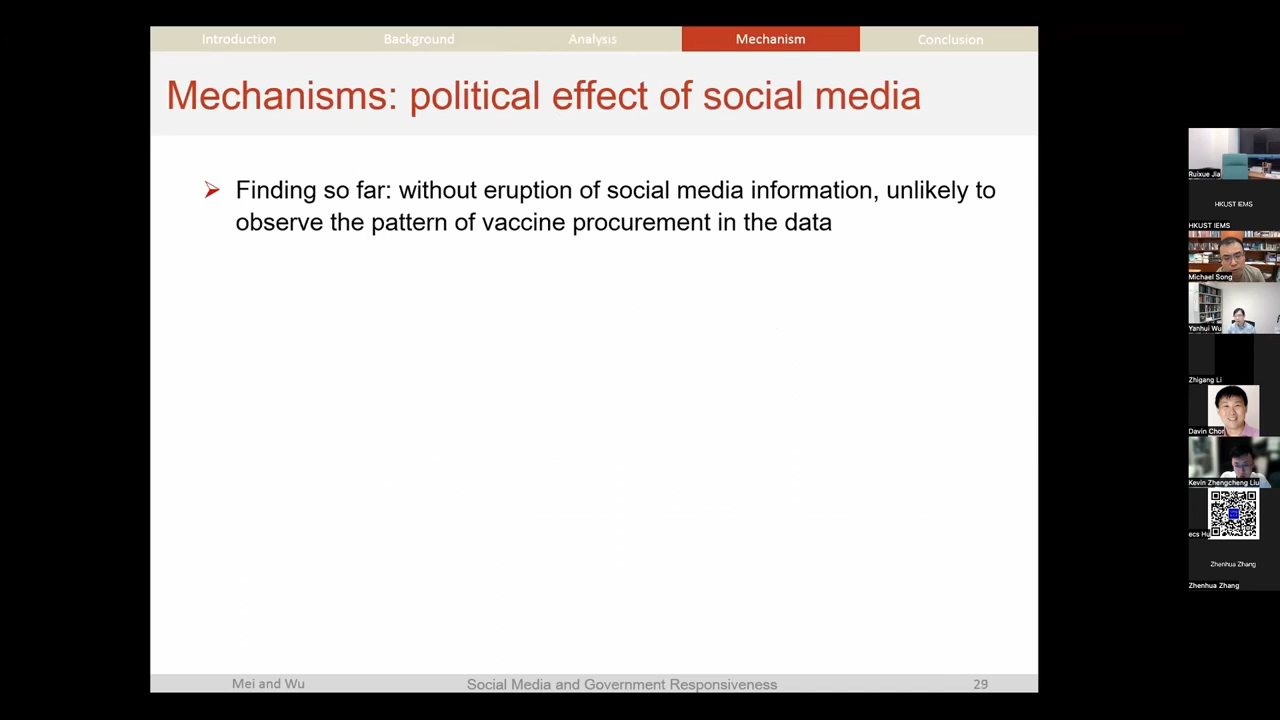 Introduction
Background
Analysis
Mechanism
Conclusion
Mechanisms: political effect of social media
Finding so far: without eruption of social media information, unlikely to
observe the pattern of vaccine procurement in the data
Mei and Wu
Social Media and Government Responsiveness
29
Ruixue Jia
HKUST IEMS
HKUST IEMS
Michael Song
Yanhui Wu
Zhigang Li
Davin Chor
Kevin Zhengcheng Liu
Zhenhua Zhang
Zhenhua Zhang